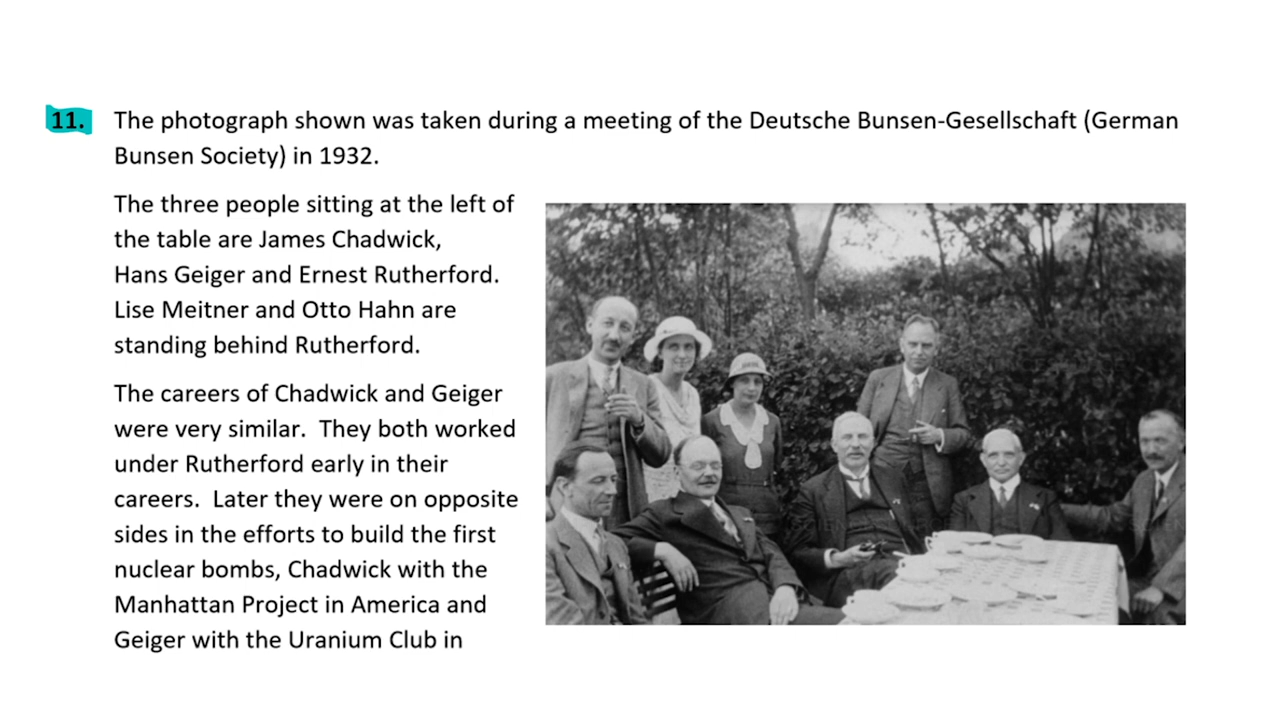 11. The photograph shown was taken during a meeting of the Deutsche Bunsen-Gesellschaft (German
Bunsen Society) in 1932.
The three people sitting at the left of
the table are James Chadwick,
Hans Geiger and Ernest Rutherford.
Lise Meitner and Otto Hahn are
standing behind Rutherford.
The careers of Chadwick and Geiger
were very similar. They both worked
under Rutherford early in their
careers. Later they were on opposite
sides in the efforts to build the first
nuclear bombs, Chadwick with the
Manhattan Project in America and
Geiger with the Uranium Club in